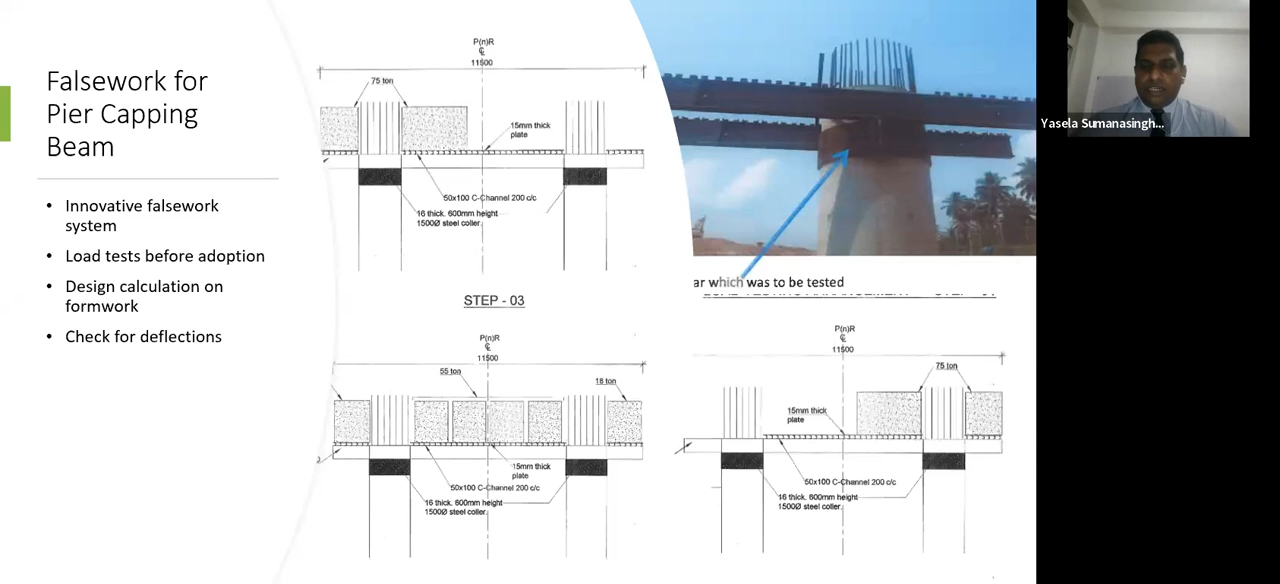 Falsework for
Pier Capping
Beam
• Innovative falsework
system
• Load tests before adoption
• Design calculation on
formwork
• Check for deflections
P(n)R
11500
75 ton
15mm thick
plate
50x100 C-Channel 200 c/c
16 thick. 600mm height
1500Ø steel coller.
STEP - 03
P(n)R
11500
55 ton
18 ton
15mm thick
plate
50x100 C-Channel 200 c/c
16 thick. 600mm height
1500Ø steel coller.
ar which was to be tested
P(n)R
11500
75 ton
15mm thick
plate
50x100 C-Channel 200 c/c
16 thick. 600mm height
1500Ø steel coller.
Yasela Sumanasingh...